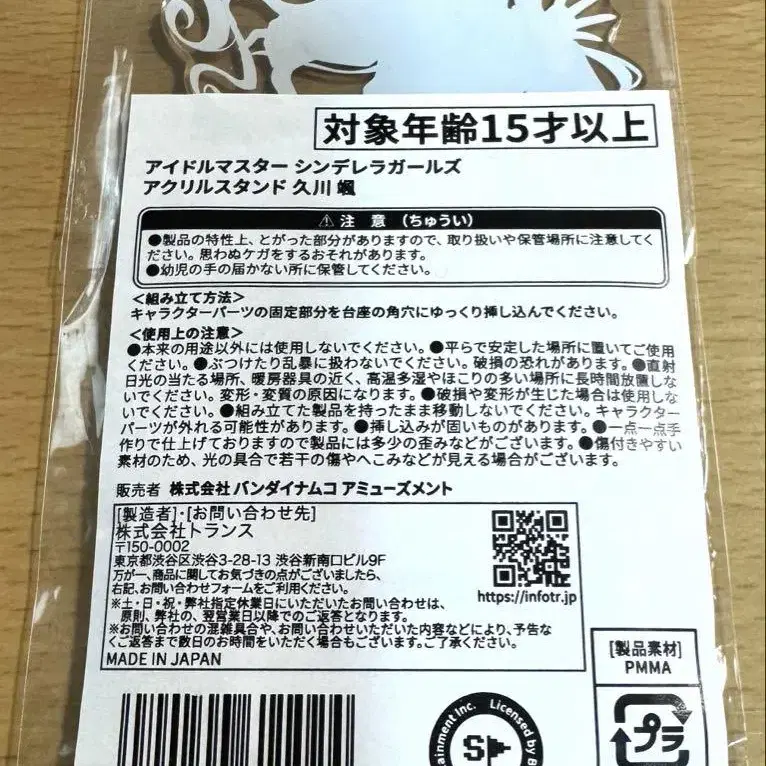 対象年齢15才以上
アイドルマスター シンデレラガールズ
アクリルスタンド 久川 颯
⚠ 注 意 (ちゅうい)
●製品の特性上、とがった部分がありますので、取り扱いや保管場所に注意してく
ださい。思わぬケガをするおそれがあります。
●幼児の手の届かない所に保管してください。
<組み立て方法>
キャラクターパーツの固定部分を台座の角穴にゆっくり挿し込んでください。
<使用上の注意>
●本来の用途以外には使用しないでください。●平らで安定した場所に置いてご使用
ください。●ぶつけたり乱暴に扱わないでください。破損の恐れがあります。●直射
日光の当たる場所、暖房器具の近く、高温多湿やほこりの多い場所に長時間放置しな
いでください。変形・変質の原因になります。●破損や変形が生じた場合は使用しな
いでください。●組み立てた製品を持ったまま移動しないでください。キャラクター
パーツが外れる可能性があります。●挿し込みが固いものがあります。●一点一点手
作りで仕上げておりますので製品には多少の歪みなどがございます。●傷付きやすい
素材のため、光の具合で若干の傷やへこみなどが見える場合がございます。
販売者 株式会社 バンダイナムコ アミューズメント
[製造者]・[お問い合わせ先]
株式会社トランス
〒150-0002
東京都渋谷区渋谷3-28-13 渋谷新南口ビル9F
万が一、商品に関してお気づきの点がございましたら、
右記、お問い合わせフォームをご利用ください。
https://infotr.jp
※土・日・祝・弊社指定休業日にいただいたお問い合わせは、
原則、弊社の、翌営業日以降でのご返答となります。
※お問い合わせの混雑具合や、お問い合わせいただいた内容などにより、予告な
くご返答まで数日のお時間をいただく場合もございます。ご了承ください。
MADE IN JAPAN
[製品素材]
PMMA
プラ
tainment Inc. Licensed by B